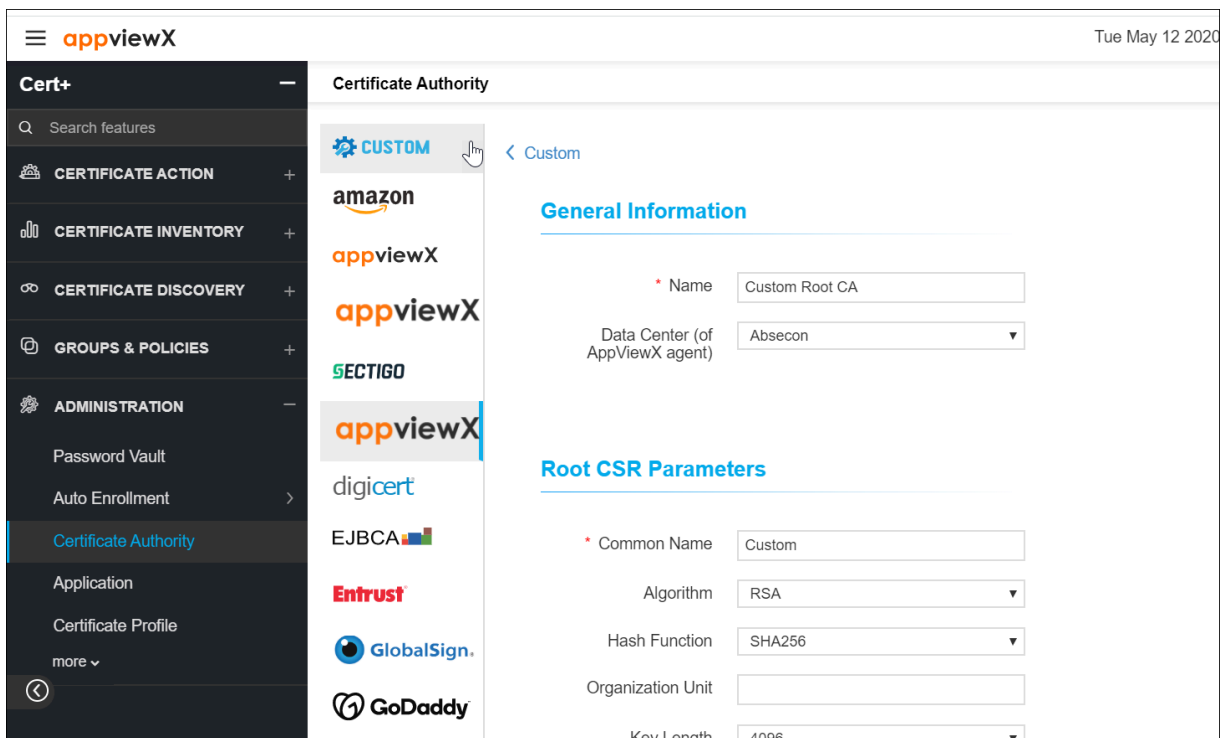 appviewX
Tue May 12 2020
Cert+
Certificate Authority
Search features
CERTIFICATE ACTION
CERTIFICATE INVENTORY
CERTIFICATE DISCOVERY
GROUPS & POLICIES
ADMINISTRATION
Password Vault
Auto Enrollment
Certificate Authority
Application
Certificate Profile
more
CUSTOM
amazon
appviewX
appviewX
SECTIGO
appviewX
digicert
EJBCA
Entrust
GlobalSign.
GoDaddy
Custom
General Information
* Name Custom Root CA
Data Center (of
AppViewX agent) Absecon
Root CSR Parameters
* Common Name Custom
Algorithm RSA
Hash Function SHA256
Organization Unit
Key Length 4096